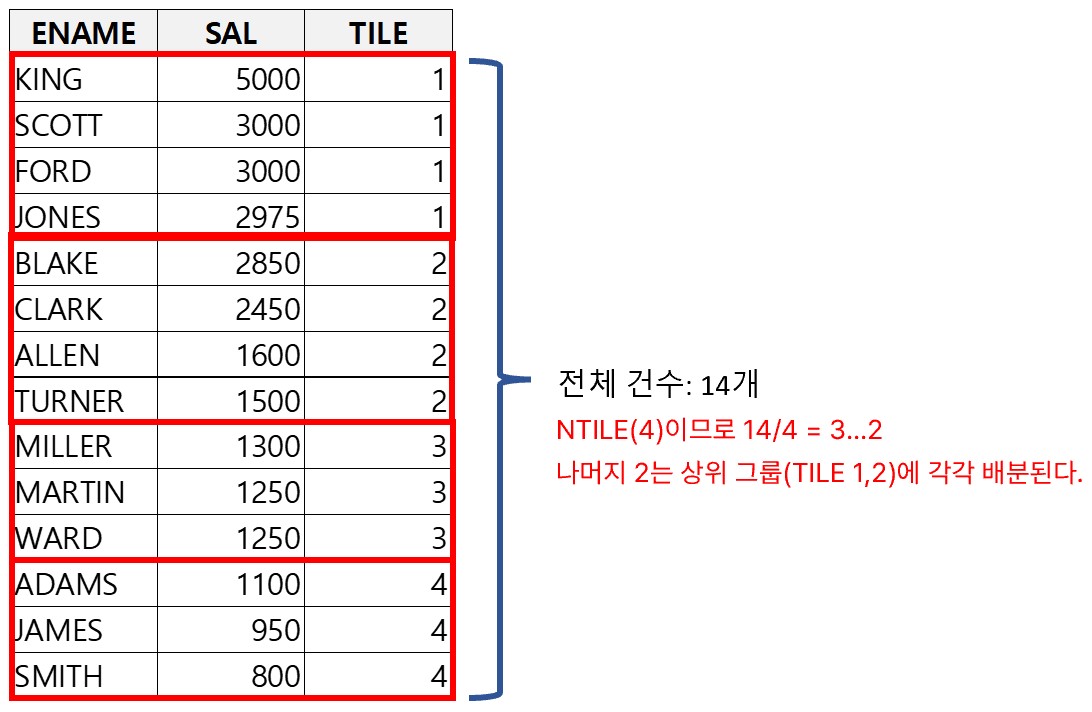 ENAME SAL TILE
KING 5000 1
SCOTT 3000 1
FORD 3000 1
JONES 2975 1
BLAKE 2850 2
CLARK 2450 2
ALLEN 1600 2
TURNER 1500 2
MILLER 1300 3
MARTIN 1250 3
WARD 1250 3
ADAMS 1100 4
JAMES 950 4
SMITH 800 4
전체 건수: 14개
NTILE(4)이므로 14/4 = 3...2
나머지 2는 상위 그룹(TILE 1,2)에 각각 배분된다.